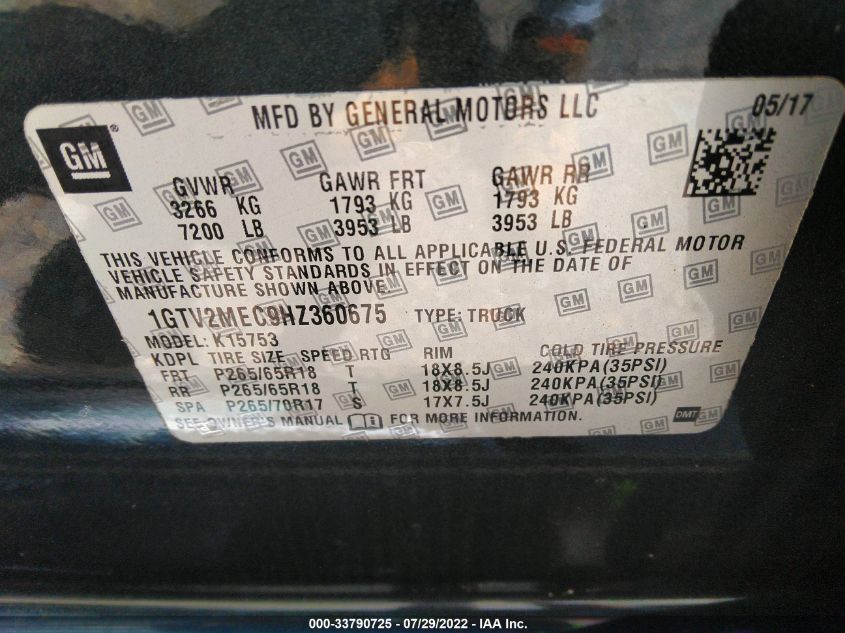 MFD BY GENERAL MOTORS LLC 05/17
GM ®
GVWR GAWR FRT GAWR RR
3266 KG 1793 KG 1793 KG
7200 LB 3953 LB 3953 LB
THIS VEHICLE CONFORMS TO ALL APPLICABLE U.S. FEDERAL MOTOR
VEHICLE SAFETY STANDARDS IN EFFECT ON THE DATE OF
MANUFACTURE SHOWN ABOVE.
1GTV2MEC9HZ360675 TYPE: TRUCK
MODEL: K15753
KDPL TIRE SIZE SPEED RTG RIM COLD TIRE PRESSURE
FRT P265/65R18 T 18X8.5J 240KPA(35PSI)
RR P265/65R18 T 18X8.5J 240KPA(35PSI)
SPA P265/70R17 S 17X7.5J 240KPA(35PSI)
SEE OWNER'S MANUAL FOR MORE INFORMATION. DMT
000-33790725 - 07/29/2022 - IAA Inc.